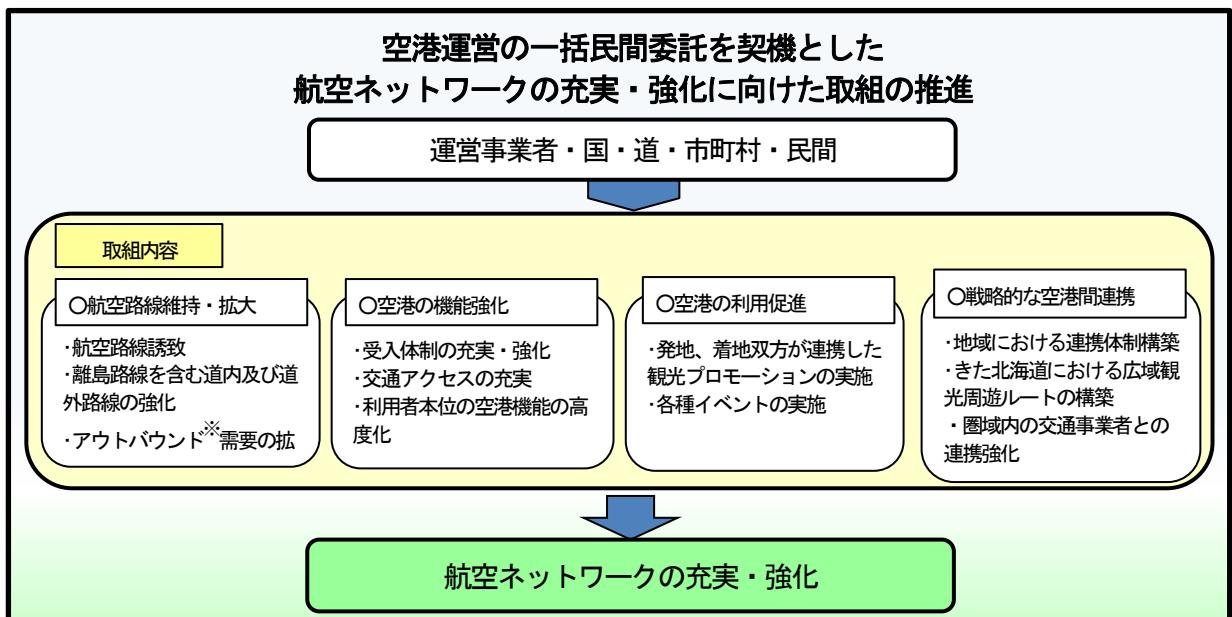 空港運営の一括民間委託を契機とした
航空ネットワークの充実・強化に向けた取組の推進
運営事業者・国・道・市町村・民間
取組内容
〇航空路線維持・拡大
・航空路線誘致
・離島路線を含む道内及び道
外路線の強化
・アウトバウンド※需要の拡
〇空港の機能強化
・受入体制の充実・強化
・交通アクセスの充実
・利用者本位の空港機能の高
度化
〇空港の利用促進
・発地、着地双方が連携した
観光プロモーションの実施
・各種イベントの実施
〇戦略的な空港間連携
・地域における連携体制構築
・きた北海道における広域観
光周遊ルートの構築
・圏域内の交通事業者との
連携強化
航空ネットワークの充実・強化